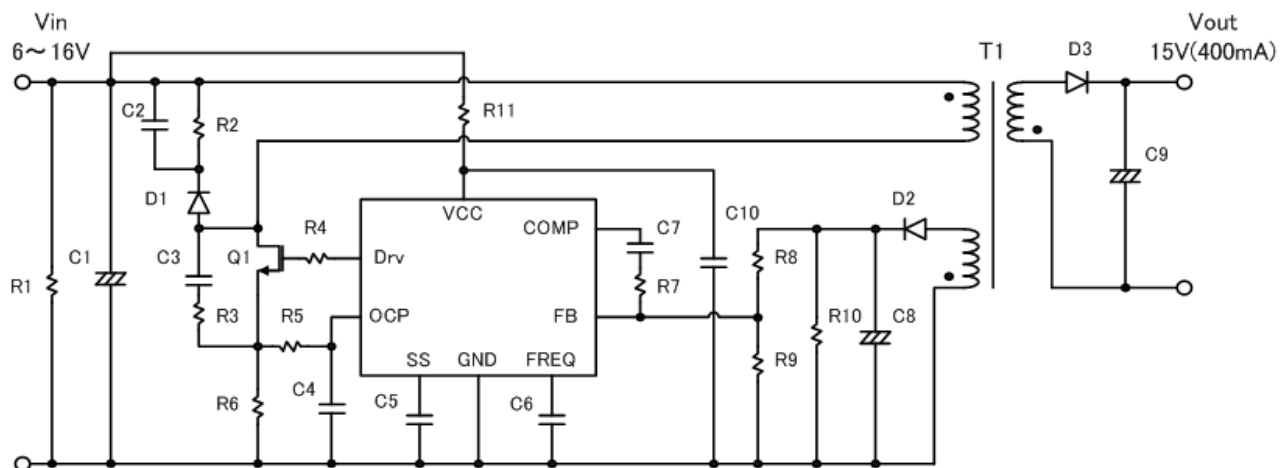 Vin
6～16V
Vout
15V(400mA)
T1
D3
C2
R2
R11
C9
D1
D2
VCC
COMP
C7
C10
C1
C3
Q1
R4
Drv
R8
R1
R7
R3
R5
OCP
FB
R10
C8
SS
GND
FREQ
R9
R6
C4
C5
C6